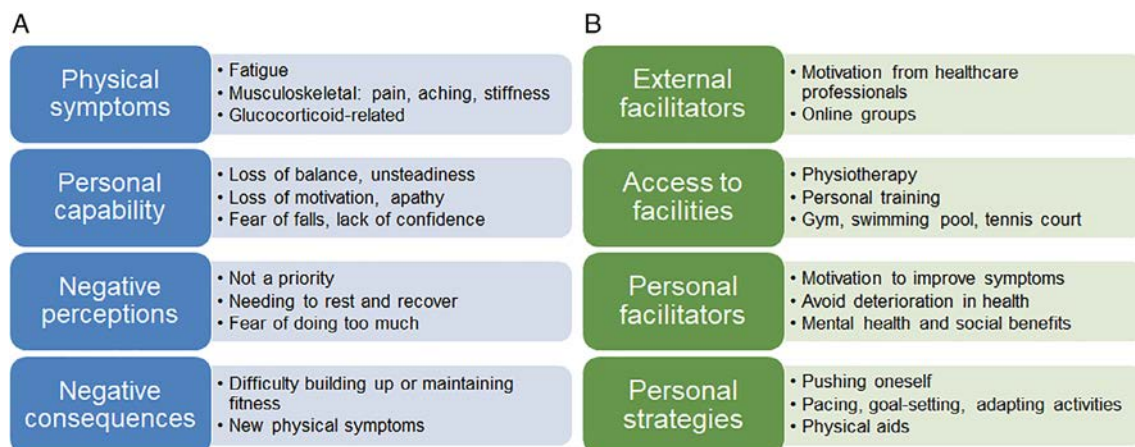 A
Physical
symptoms
• Fatigue
• Musculoskeletal: pain, aching, stiffness
• Glucocorticoid-related
Personal
capability
• Loss of balance, unsteadiness
• Loss of motivation, apathy
• Fear of falls, lack of confidence
Negative
perceptions
• Not a priority
• Needing to rest and recover
• Fear of doing too much
Negative
consequences
• Difficulty building up or maintaining
fitness
• New physical symptoms
B
External
facilitators
• Motivation from healthcare
professionals
• Online groups
Access to
facilities
• Physiotherapy
• Personal training
• Gym, swimming pool, tennis court
Personal
facilitators
• Motivation to improve symptoms
• Avoid deterioration in health
• Mental health and social benefits
Personal
strategies
• Pushing oneself
• Pacing, goal-setting, adapting activities
• Physical aids